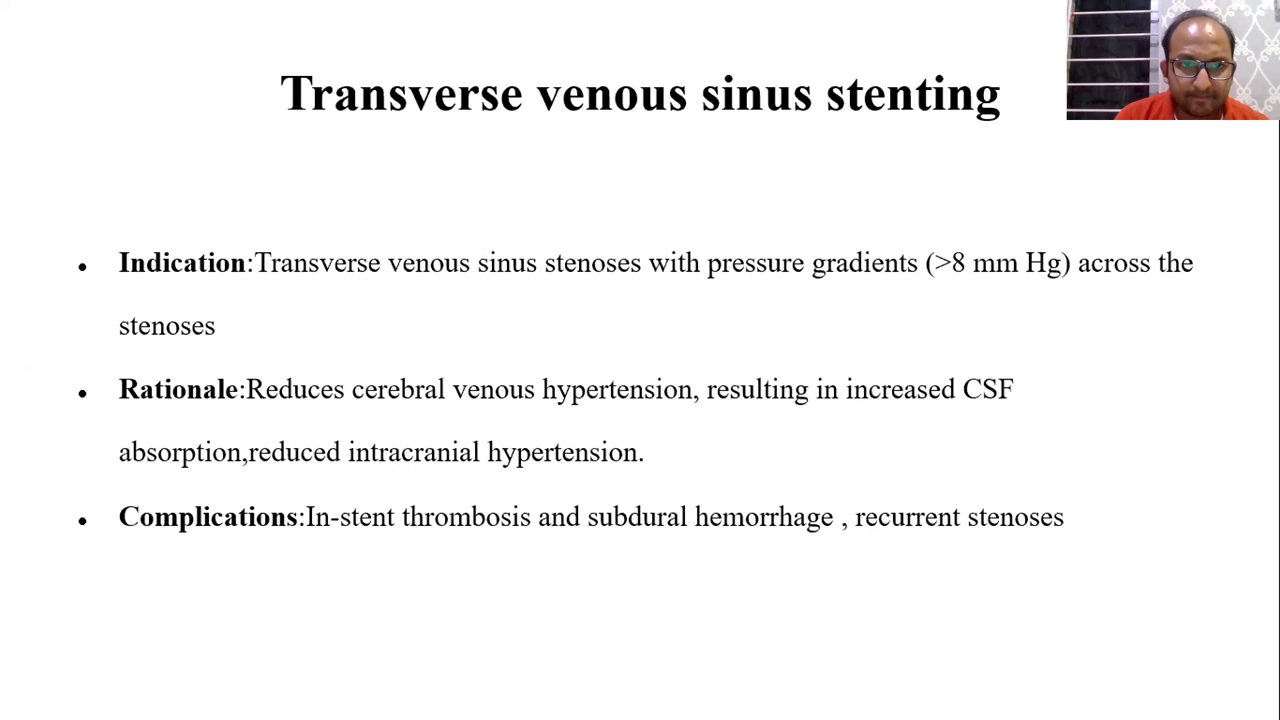 Transverse venous sinus stenting
• Indication:Transverse venous sinus stenoses with pressure gradients (>8 mm Hg) across the
stenoses
• Rationale:Reduces cerebral venous hypertension, resulting in increased CSF
absorption,reduced intracranial hypertension.
• Complications:In-stent thrombosis and subdural hemorrhage , recurrent stenoses